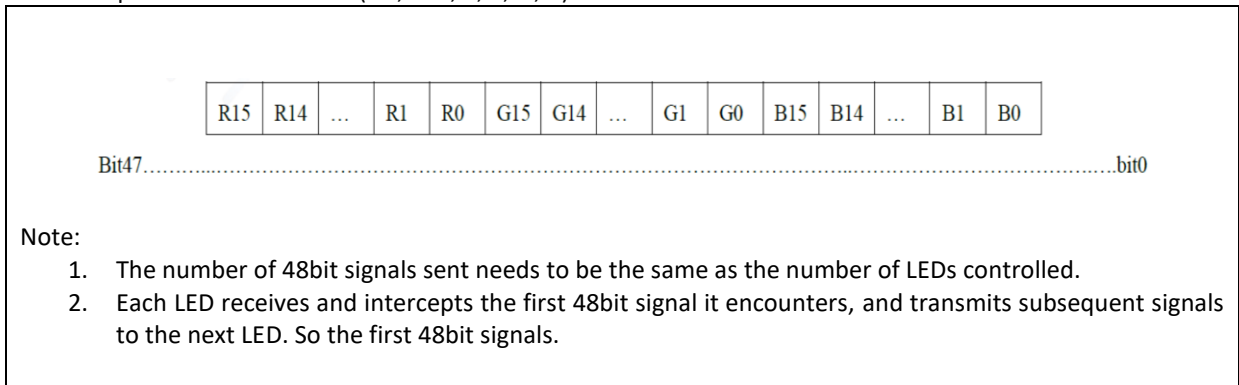 R15 R14 ... R1 R0 G15 G14 ... G1 G0 B15 B14 ... B1 B0
Bit47.......................................................................................................bit0
Note:
1. The number of 48bit signals sent needs to be the same as the number of LEDs controlled.
2. Each LED receives and intercepts the first 48bit signal it encounters, and transmits subsequent signals
to the next LED. So the first 48bit signals.